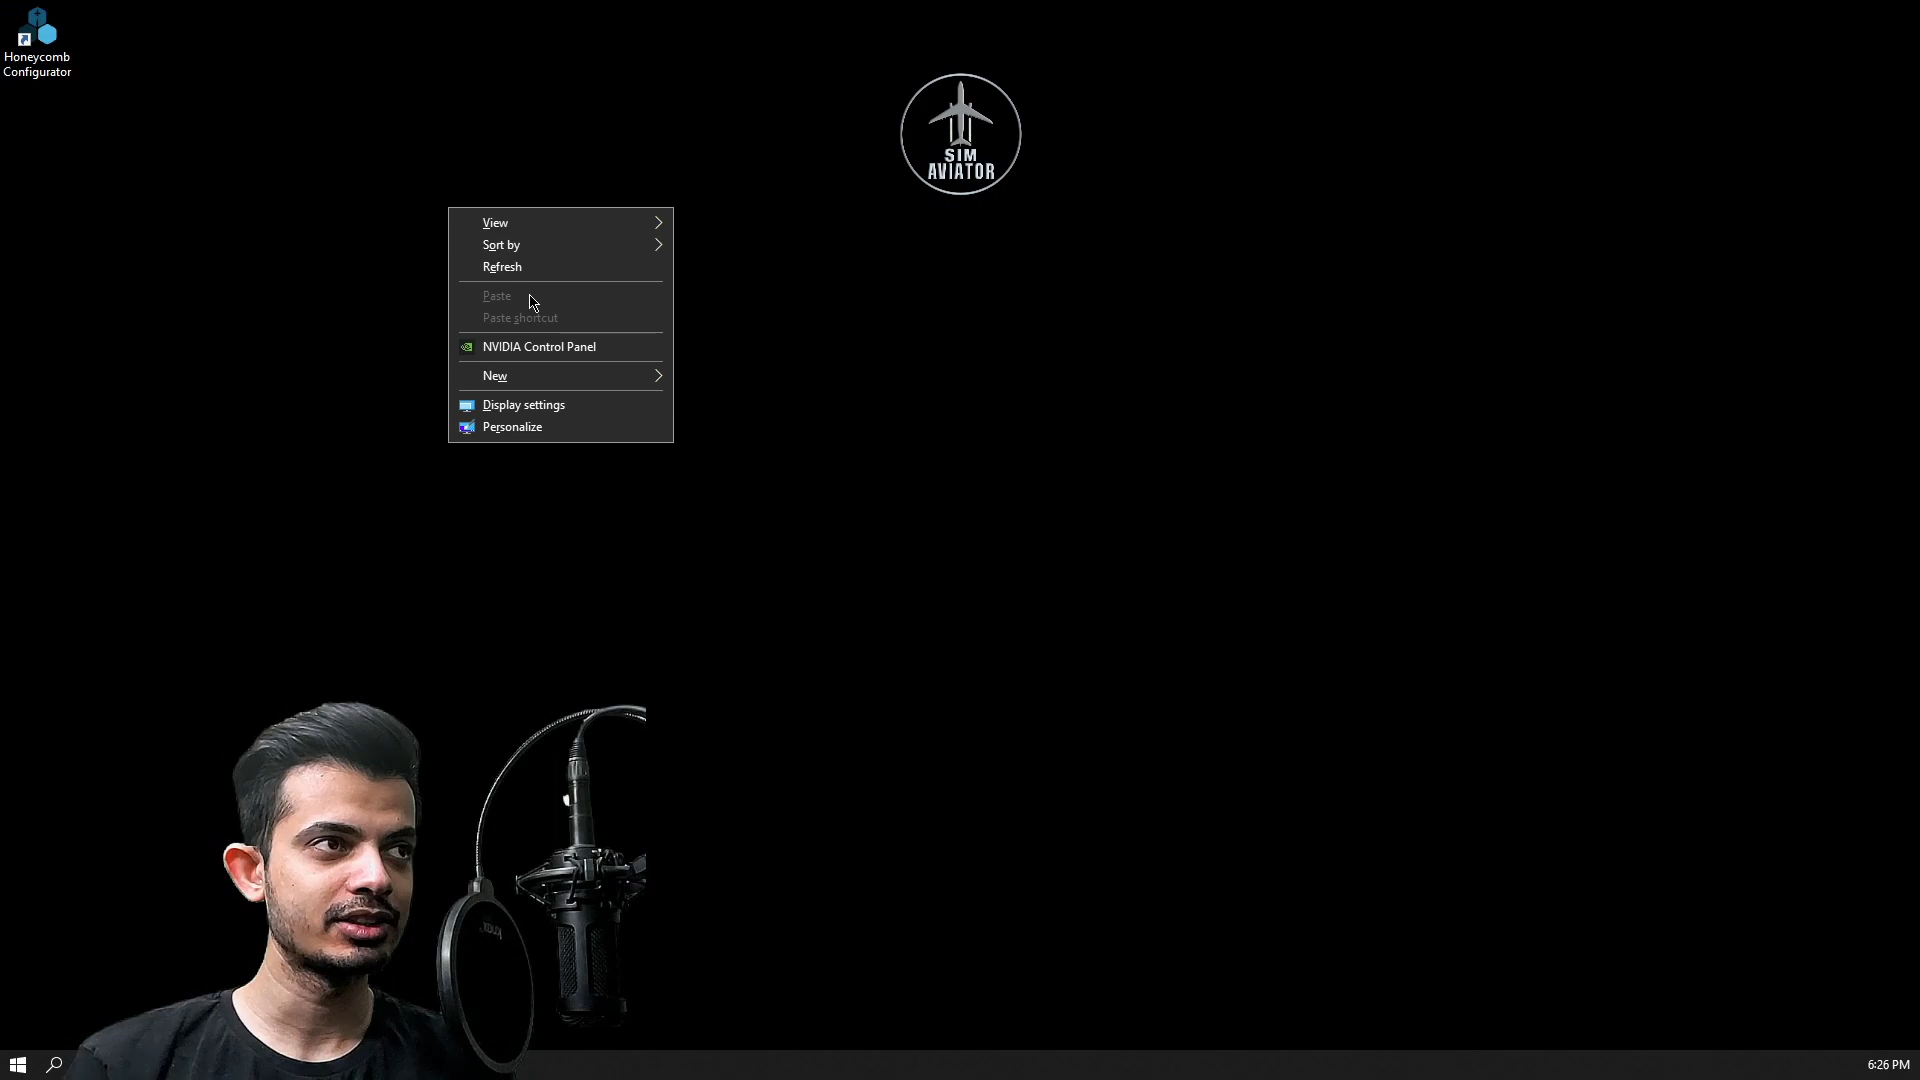 Honeycomb
Configurator
SIM
AVIATOR
View
Sort by
Refresh
Paste
Paste shortcut
NVIDIA Control Panel
New
Display settings
Personalize
6:26 PM